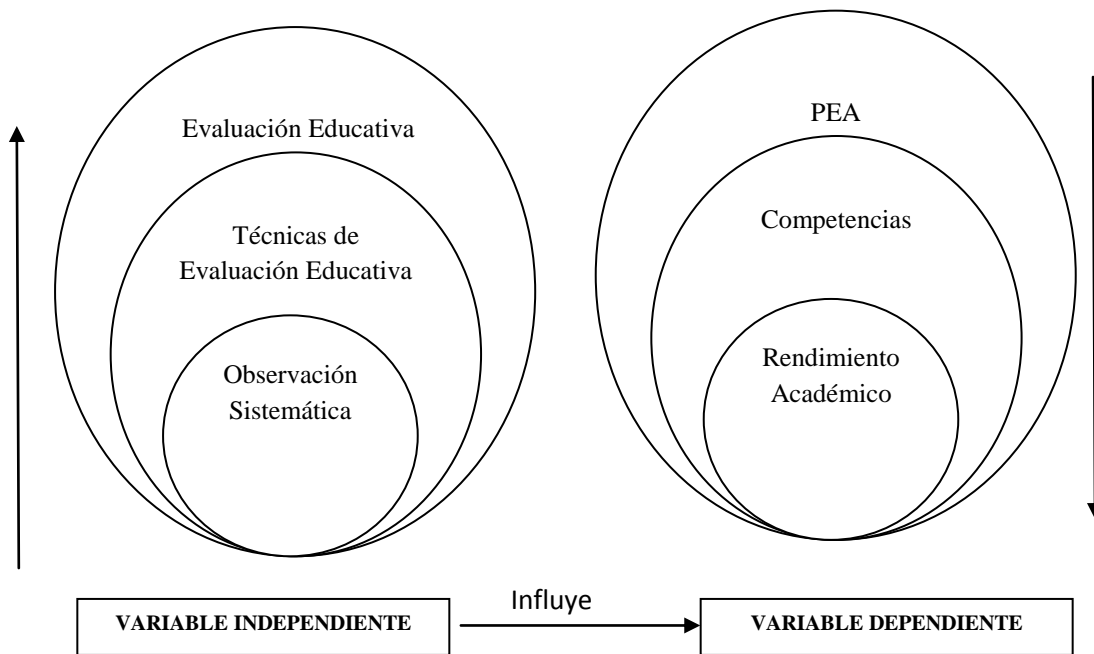 Evaluación Educativa
Técnicas de
Evaluación Educativa
Observación
Sistemática
PEA
Competencias
Rendimiento
Académico
VARIABLE INDEPENDIENTE
Influye
VARIABLE DEPENDIENTE